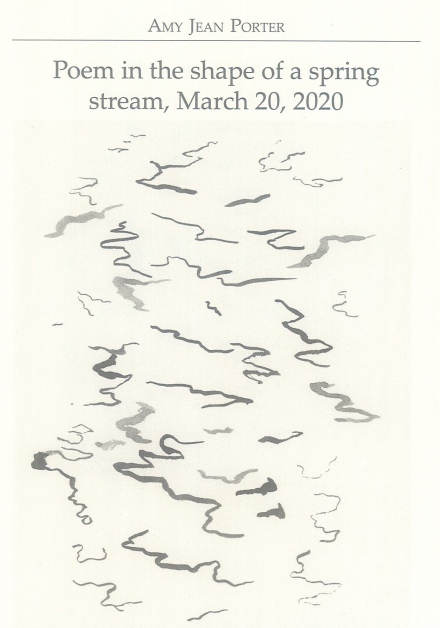 AMY JEAN PORTER
Poem in the shape of a spring
stream, March 20, 2020